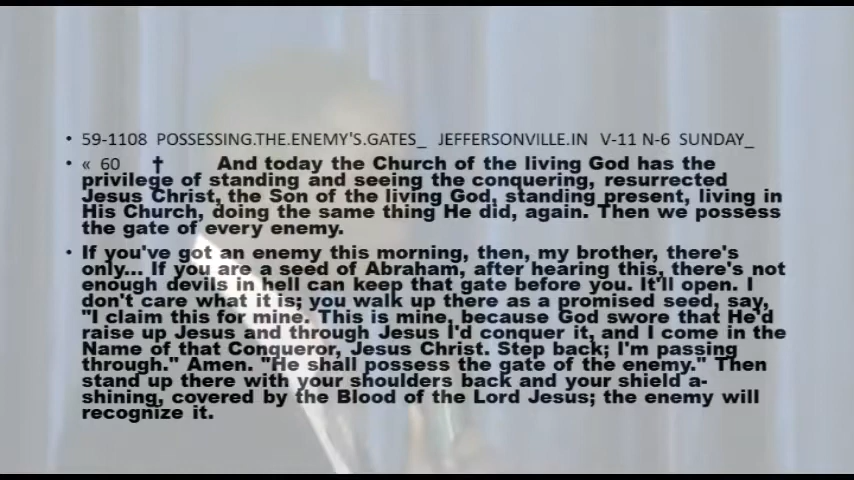 • 59-1108 POSSESSING.THE.ENEMY'S.GATES_ JEFFERSONVILLE.IN V-11 N-6 SUNDAY_
• « 60 † And today the Church of the living God has the
privilege of standing and seeing the conquering, resurrected
Jesus Christ, the Son of the living God, standing present, living in
His Church, doing the same thing He did, again. Then we possess
the gate of every enemy.
• If you've got an enemy this morning, then, my brother, there's
only... If you are a seed of Abraham, after hearing this, there's not
enough devils in hell can keep that gate before you. It'll open. I
don't care what it is; you walk up there as a promised seed, say,
"I claim this for mine. This is mine, because God swore that He'd
raise up Jesus and through Jesus I'd conquer it, and I come in the
Name of that Conqueror, Jesus Christ. Step back; I'm passing
through." Amen. "He shall possess the gate of the enemy." Then
stand up there with your shoulders back and your shield a-
shining, covered by the Blood of the Lord Jesus; the enemy will
recognize it.